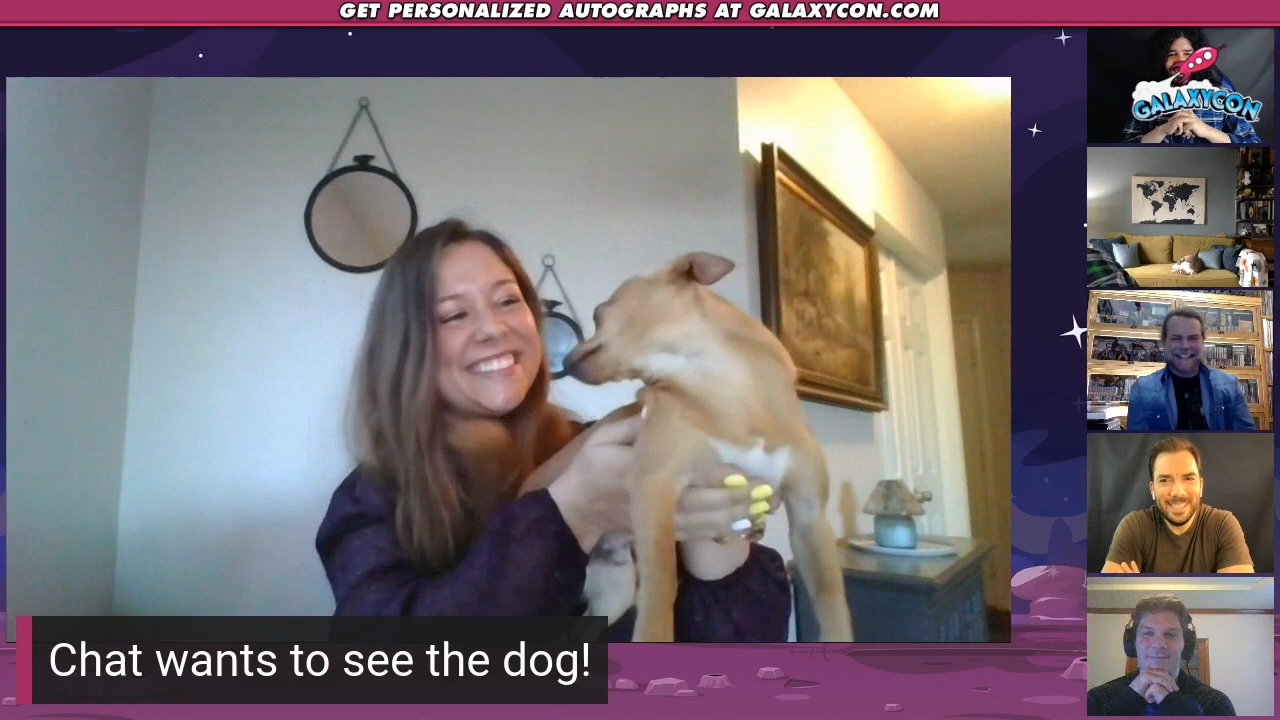 GET PERSONALIZED AUTOGRAPHS AT GALAXYCON.COM
GALAXYCON
Chat wants to see the dog!